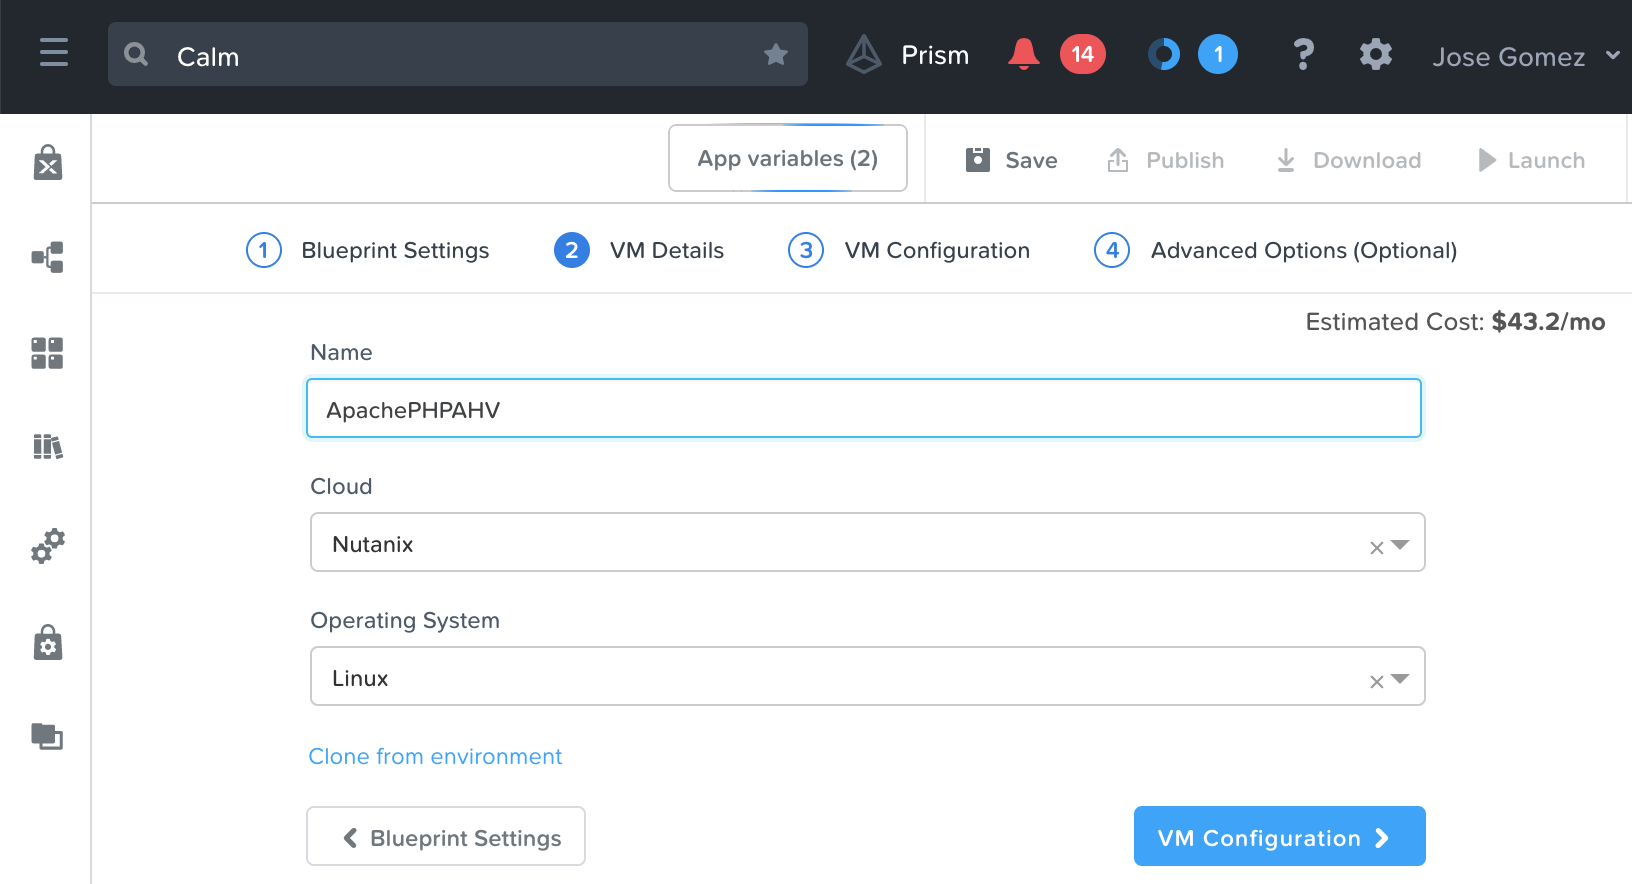 Calm
Prism
14
1
?
Jose Gomez
App variables (2)
Save
Publish
Download
Launch
1 Blueprint Settings
2 VM Details
3 VM Configuration
4 Advanced Options (Optional)
Estimated Cost: $43.2/mo
Name
ApachePHPAHV
Cloud
Nutanix
Operating System
Linux
Clone from environment
Blueprint Settings
VM Configuration